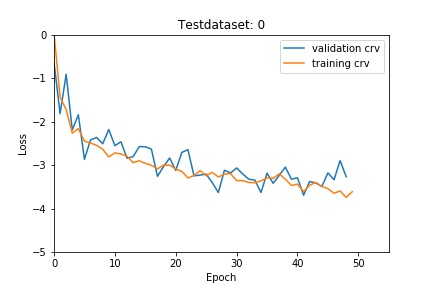 Testdataset: 0
validation crv
training crv
0
−1
−2
−3
−4
−5
Loss
0 10 20 30 40 50
Epoch